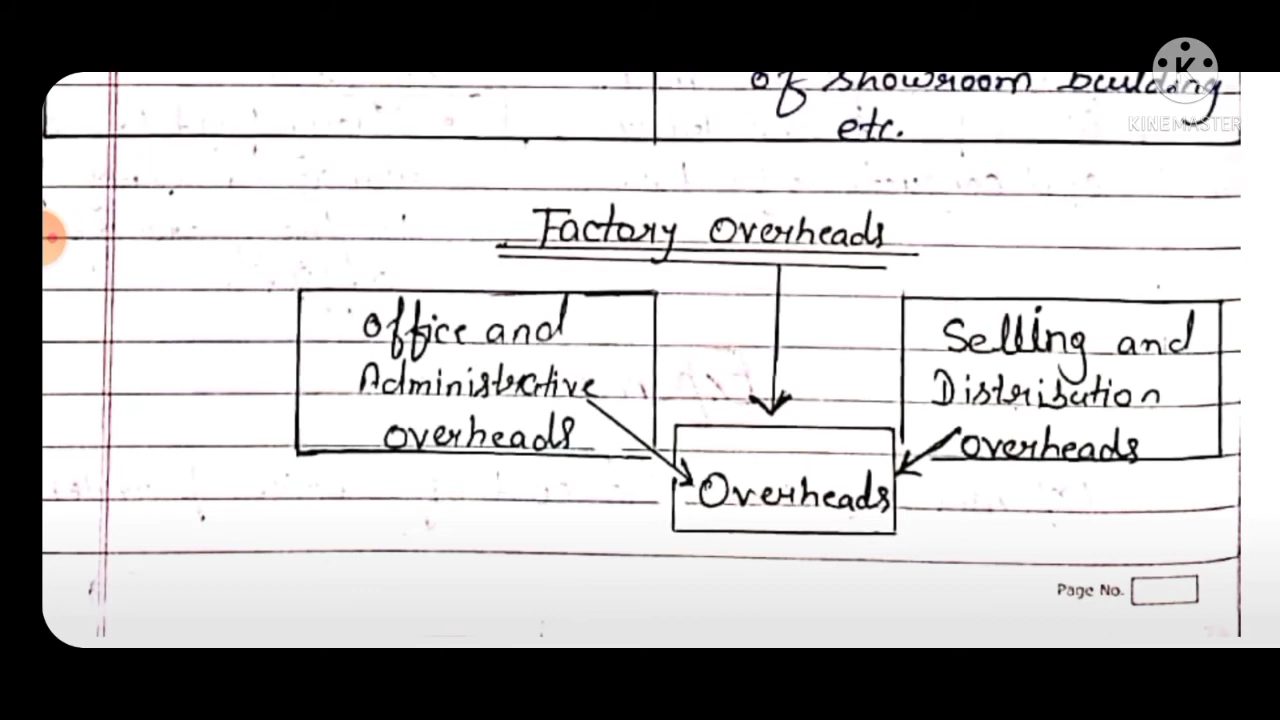 of showroom building
etc.
K
KINEMASTER
Factory Overheads
Office and
Administrative
overheads
Selling and
Distribution
overheads
Overheads
Page No.